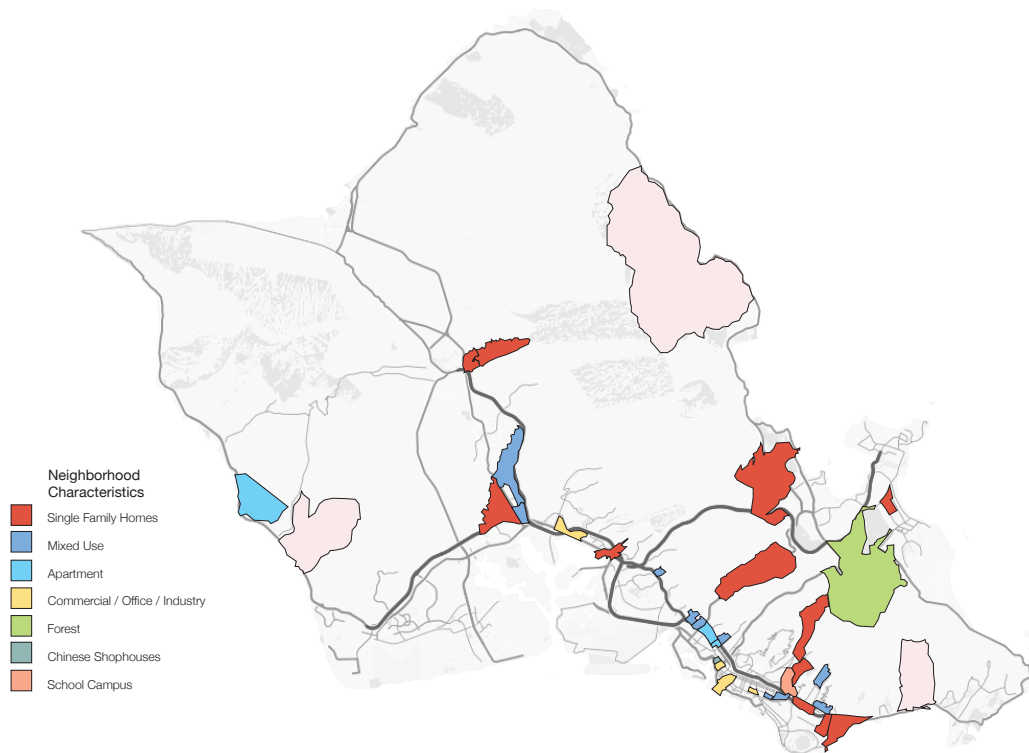 Neighborhood
Characteristics
Single Family Homes
Mixed Use
Apartment
Commercial / Office / Industry
Forest
Chinese Shophouses
School Campus